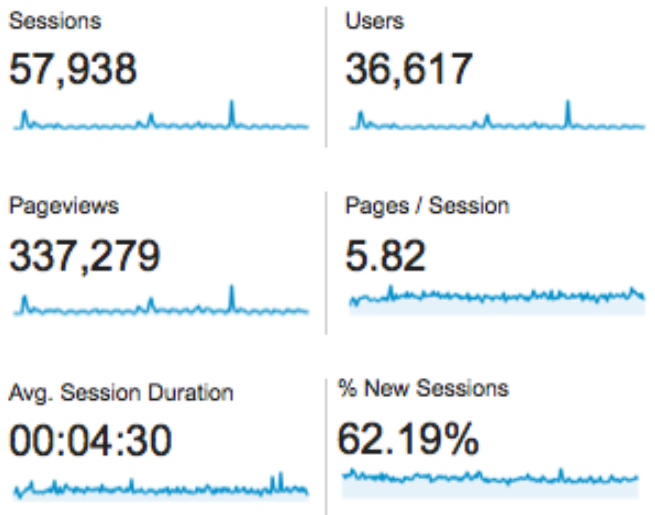 Sessions
57,938
Users
36,617
Pageviews
337,279
Pages / Session
5.82
Avg. Session Duration
00:04:30
% New Sessions
62.19%